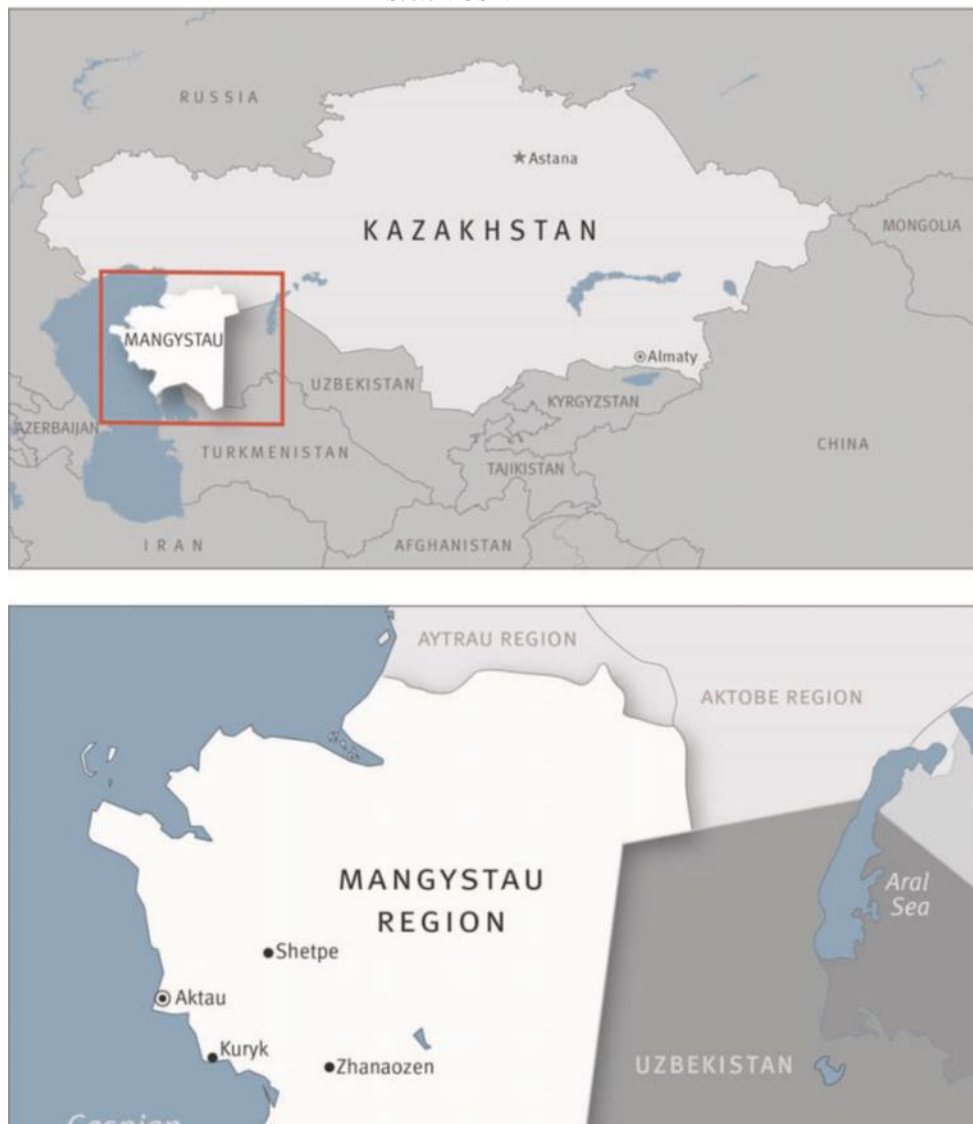 RUSSIA
Astana
KAZAKHSTAN
MONGOLIA
MANGYSTAU
Almaty
UZBEKISTAN
KYRGYZSTAN
AZERBAIJAN
TURKMENISTAN
CHINA
TAJIKISTAN
IRAN
AFGHANISTAN
AYTRAU REGION
AKTOBE REGION
MANGYSTAU
REGION
Aral
Sea
Shetpe
Aktau
Kuryk
Zhanaozen
UZBEKISTAN
Caspian